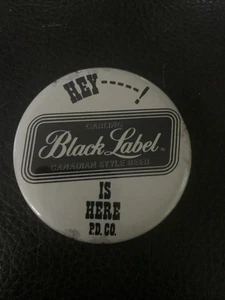 HEY----!
CARLING
Black Label
CANADIAN STYLE BEER
IS
HERE
P.D. CO.